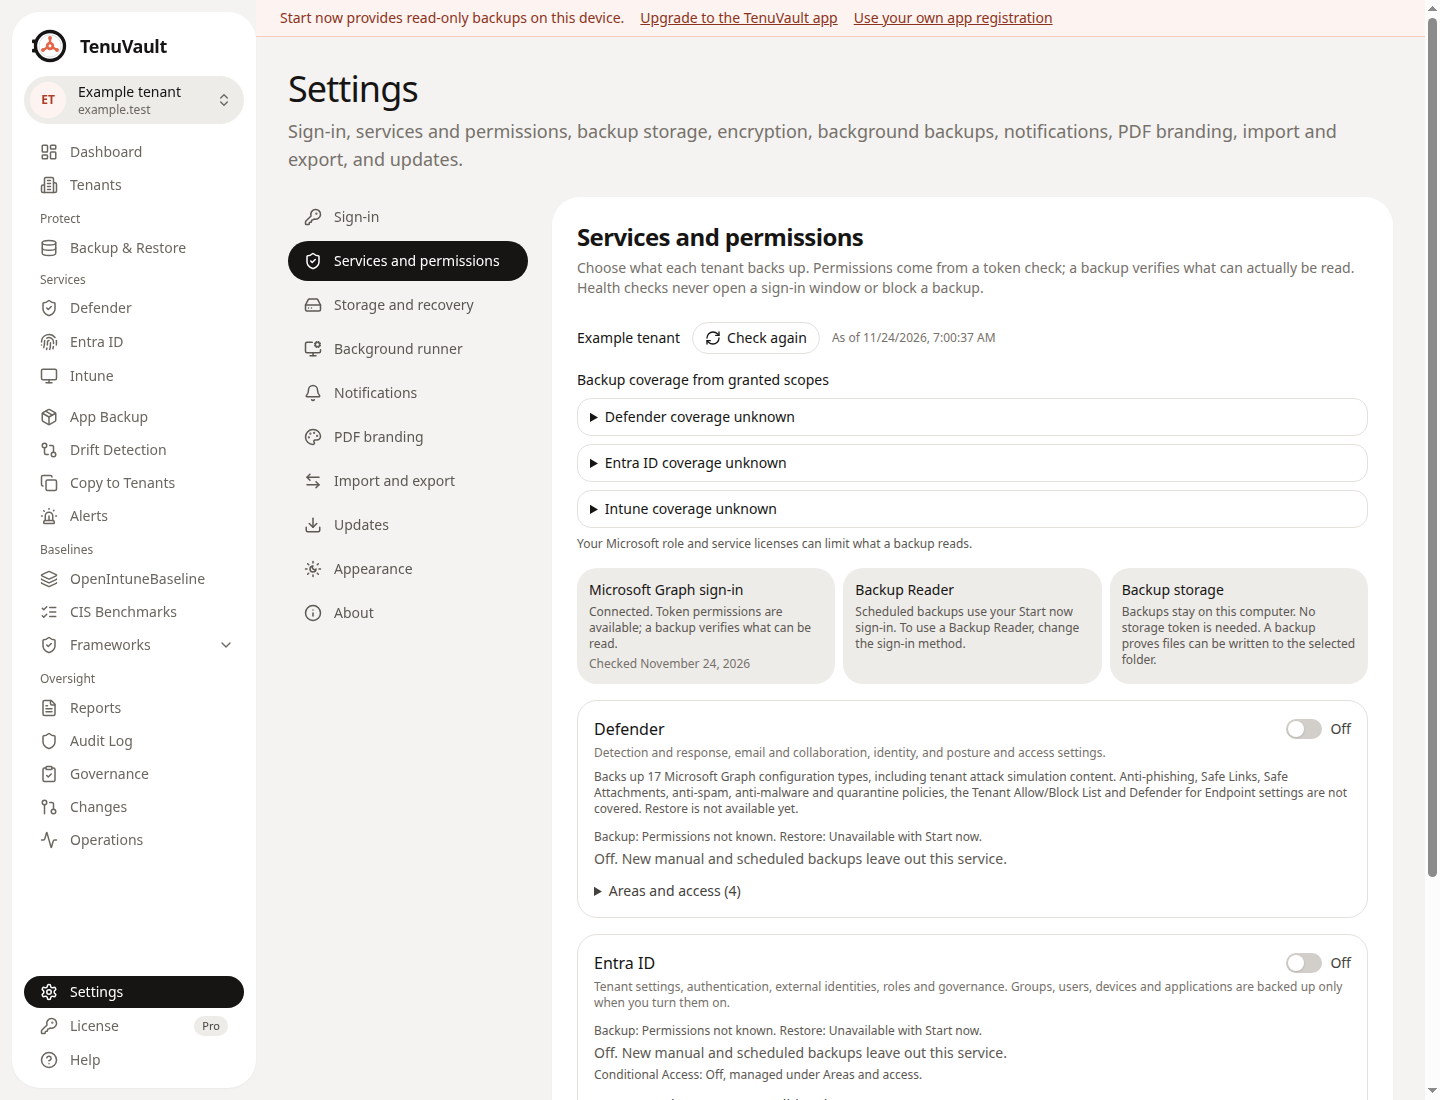 Start now provides read-only backups on this device. Upgrade to the TenuVault app Use your own app registration
TenuVault
ET
Example tenant
example.test
Dashboard
Tenants
Protect
Backup & Restore
Services
Defender
Entra ID
Intune
App Backup
Drift Detection
Copy to Tenants
Alerts
Baselines
OpenIntuneBaseline
CIS Benchmarks
Frameworks
Oversight
Reports
Audit Log
Governance
Changes
Operations
Settings
License Pro
Help
Settings
Sign-in, services and permissions, backup storage, encryption, background backups, notifications, PDF branding, import and
export, and updates.
Sign-in
Services and permissions
Storage and recovery
Background runner
Notifications
PDF branding
Import and export
Updates
Appearance
About
Services and permissions
Choose what each tenant backs up. Permissions come from a token check; a backup verifies what can actually be read.
Health checks never open a sign-in window or block a backup.
Example tenant Check again As of 11/24/2026, 7:00:37 AM
Backup coverage from granted scopes
Defender coverage unknown
Entra ID coverage unknown
Intune coverage unknown
Your Microsoft role and service licenses can limit what a backup reads.
Microsoft Graph sign-in
Connected. Token permissions are
available; a backup verifies what can be
read.
Checked November 24, 2026
Backup Reader
Scheduled backups use your Start now
sign-in. To use a Backup Reader, change
the sign-in method.
Backup storage
Backups stay on this computer. No
storage token is needed. A backup
proves files can be written to the selected
folder.
Defender Off
Detection and response, email and collaboration, identity, and posture and access settings.
Backs up 17 Microsoft Graph configuration types, including tenant attack simulation content. Anti-phishing, Safe Links, Safe
Attachments, anti-spam, anti-malware and quarantine policies, the Tenant Allow/Block List and Defender for Endpoint settings are not
covered. Restore is not available yet.
Backup: Permissions not known. Restore: Unavailable with Start now.
Off. New manual and scheduled backups leave out this service.
Areas and access (4)
Entra ID Off
Tenant settings, authentication, external identities, roles and governance. Groups, users, devices and applications are backed up only
when you turn them on.
Backup: Permissions not known. Restore: Unavailable with Start now.
Off. New manual and scheduled backups leave out this service.
Conditional Access: Off, managed under Areas and access.